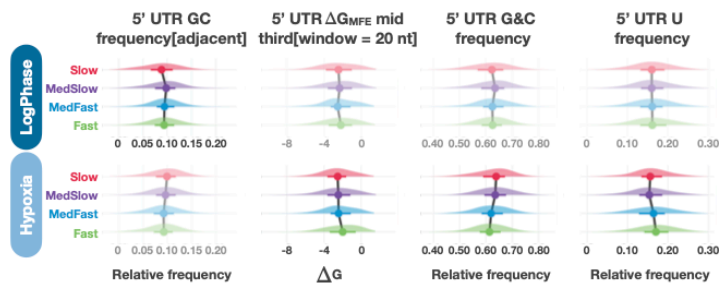 5' UTR GC frequency[adjacent]
5' UTR ΔGMFE mid third[window = 20 nt]
5' UTR G&C frequency
5' UTR U frequency
LogPhase
Slow
MedSlow
MedFast
Fast
0 0.05 0.10 0.15 0.20
-8 -4 0
0.40 0.60 0.70 0.80
0 0.10 0.20 0.30
Hypoxia
Slow
MedSlow
MedFast
Fast
0 0.05 0.10 0.15 0.20
-8 -4 0
0.40 0.60 0.70 0.80
0 0.10 0.20 0.30
Relative frequency
ΔG
Relative frequency
Relative frequency